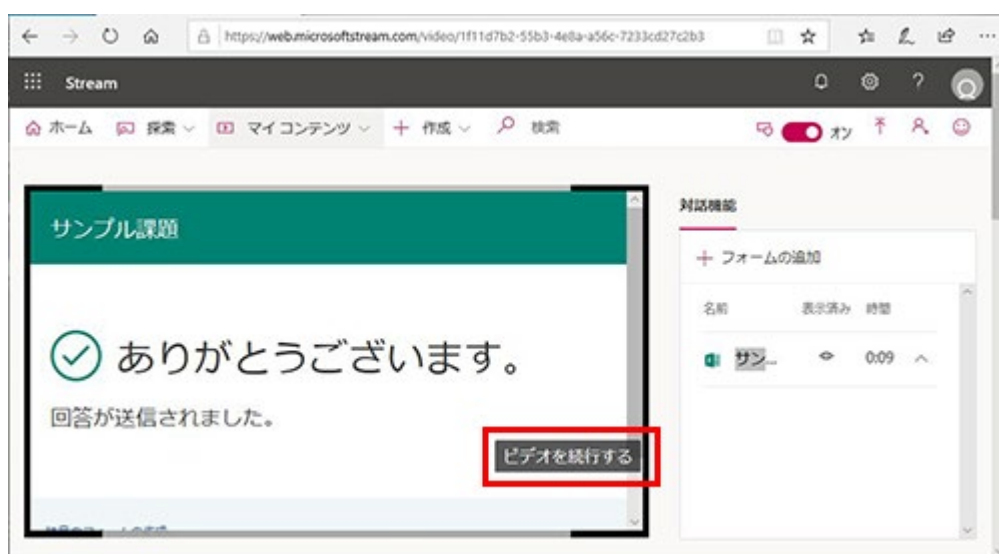 https://web.microsoftstream.com/video/1f11d7b2-55b3-4e8a-a56c-7233cd27c2b3
Stream
ホーム 探索 マイ コンテンツ 作成 検索 オン
サンプル課題
ありがとうございます。
回答が送信されました。
ビデオを続行する
対話機能
フォームの追加
名前 表示済み 時間
サン... 0:09